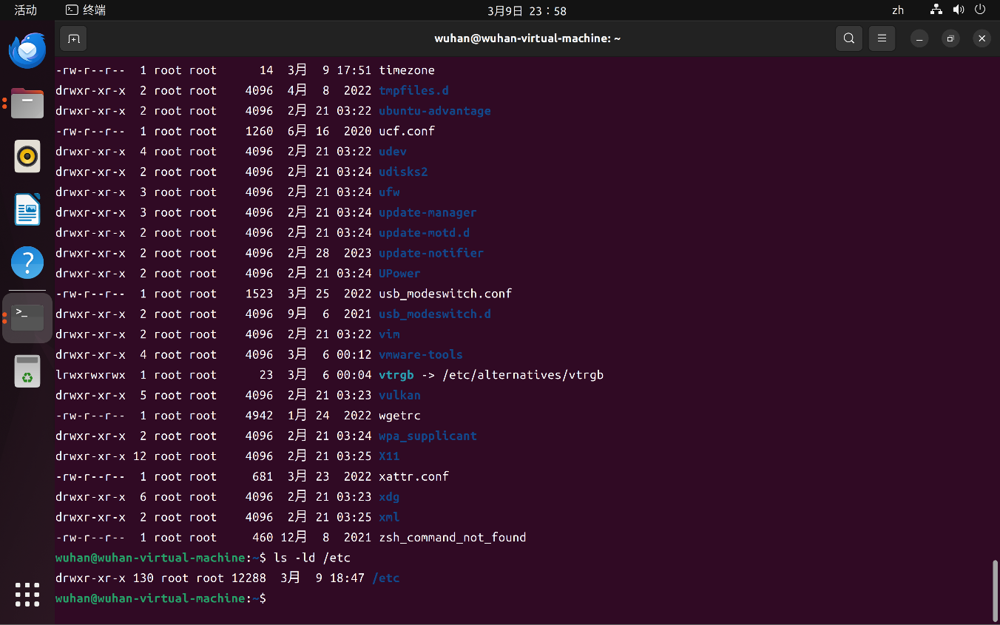 活动 终端 3月9日 23：58 zh
wuhan@wuhan-virtual-machine: ~
-rw-r--r--  1 root root      14  3月  9 17:51 timezone
drwxr-xr-x  2 root root    4096  4月  8  2022 tmpfiles.d
drwxr-xr-x  2 root root    4096  2月 21 03:22 ubuntu-advantage
-rw-r--r--  1 root root    1260  6月 16  2020 ucf.conf
drwxr-xr-x  4 root root    4096  2月 21 03:22 udev
drwxr-xr-x  2 root root    4096  2月 21 03:24 udisks2
drwxr-xr-x  3 root root    4096  2月 21 03:24 ufw
drwxr-xr-x  3 root root    4096  2月 21 03:24 update-manager
drwxr-xr-x  2 root root    4096  2月 21 03:24 update-motd.d
drwxr-xr-x  2 root root    4096  2月 28  2023 update-notifier
drwxr-xr-x  2 root root    4096  2月 21 03:24 UPower
-rw-r--r--  1 root root    1523  3月 25  2022 usb_modeswitch.conf
drwxr-xr-x  2 root root    4096  9月  6  2021 usb_modeswitch.d
drwxr-xr-x  2 root root    4096  2月 21 03:22 vim
drwxr-xr-x  4 root root    4096  3月  6 00:12 vmware-tools
lrwxrwxrwx  1 root root      23  3月  6 00:04 vtrgb -> /etc/alternatives/vtrgb
drwxr-xr-x  5 root root    4096  2月 21 03:23 vulkan
-rw-r--r--  1 root root    4942  1月 24  2022 wgetrc
drwxr-xr-x  2 root root    4096  2月 21 03:24 wpa_supplicant
drwxr-xr-x 12 root root    4096  2月 21 03:25 X11
-rw-r--r--  1 root root     681  3月 23  2022 xattr.conf
drwxr-xr-x  6 root root    4096  2月 21 03:23 xdg
drwxr-xr-x  2 root root    4096  2月 21 03:25 xml
-rw-r--r--  1 root root     460 12月  8  2021 zsh_command_not_found
wuhan@wuhan-virtual-machine:~$ ls -ld /etc
drwxr-xr-x 130 root root 12288  3月  9 18:47 /etc
wuhan@wuhan-virtual-machine:~$